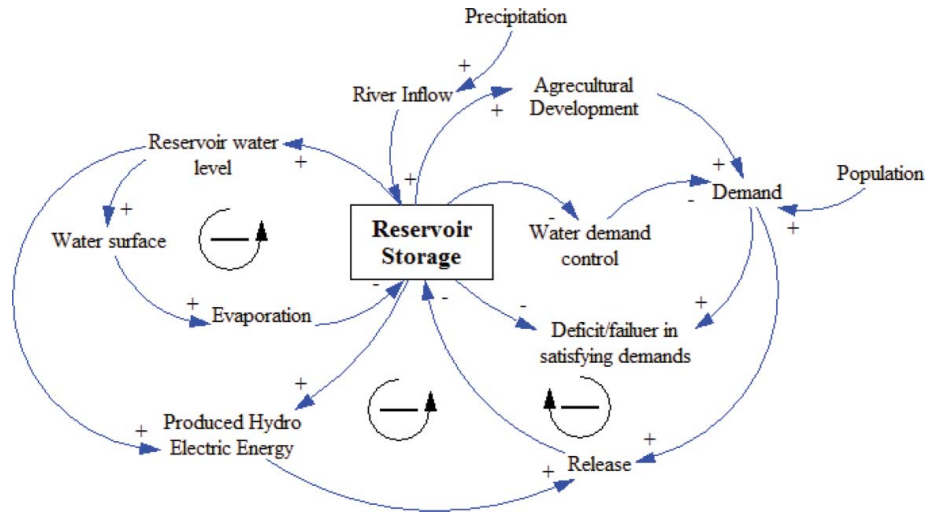 Precipitation
+
River Inflow
+
Agrecultural
Development
+
Reservoir water
level
+
+
+
Demand
Population
-
+
+
Water surface
Reservoir
Storage
-
Water demand
control
+
Evaporation
-
-
-
+
Deficit/failuer in
satisfying demands
+
Produced Hydro
Electric Energy
+
+
+
Release